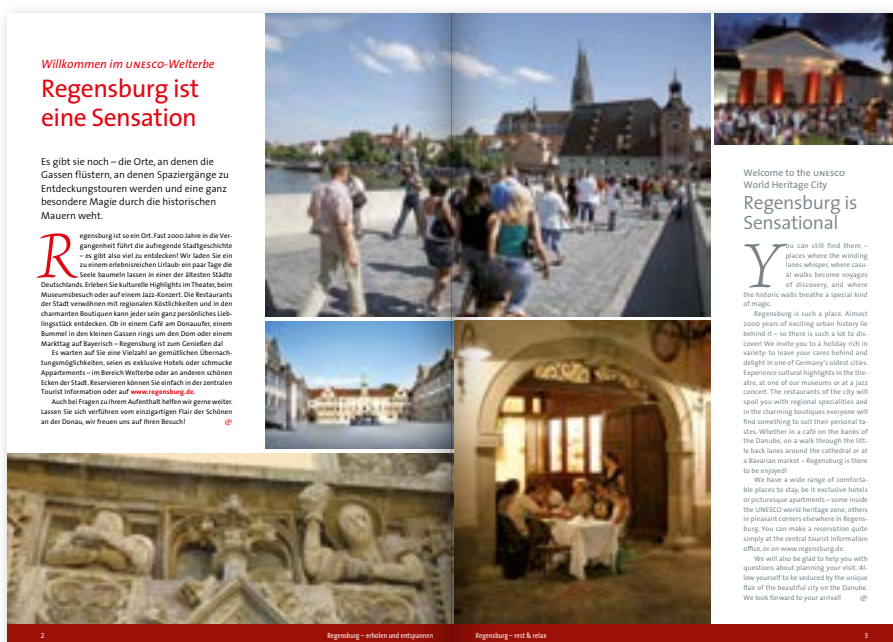 Willkommen im UNESCO-Welterbe
Regensburg ist
eine Sensation
Es gibt sie noch – die Orte, an denen die
Gassen flüstern, an denen Spaziergänge zu
Entdeckungstouren werden und eine ganz
besondere Magie durch die historischen
Mauern weht.
Regensburg ist so ein Ort. Fast 2000 Jahre in die Ver-
gangenheit führt die aufregende Stadtgeschichte
– es gibt also viel zu entdecken! Wir laden Sie ein
zu einem erlebnisreichen Urlaub: ein paar Tage die
Seele baumeln lassen in einer der ältesten Städte
Deutschlands. Erleben Sie kulturelle Highlights im Theater, beim
Museumsbesuch oder auf einem Jazz-Konzert. Die Restaurants
der Stadt verwöhnen mit regionalen Köstlichkeiten und in den
charmanten Boutiquen kann jeder sein ganz persönliches Lieb-
lingsstück entdecken. Ob in einem Café am Donauufer, einem
Bummel in den kleinen Gassen rings um den Dom oder einem
Markttag auf Bayerisch – Regensburg ist zum Genießen da!
Es warten auf Sie eine Vielzahl an gemütlichen Übernach-
tungsmöglichkeiten, seien es exklusive Hotels oder schmucke
Appartements – im Bereich Welterbe oder an anderen schönen
Ecken der Stadt. Reservieren können Sie einfach in der zentralen
Tourist Information oder auf www.regensburg.de.
Auch bei Fragen zu Ihrem Aufenthalt helfen wir gerne weiter.
Lassen Sie sich verführen vom einzigartigen Flair der Schönen
an der Donau, wir freuen uns auf Ihren Besuch!
2
Regensburg – erholen und entspannen
Welcome to the UNESCO
World Heritage City
Regensburg is
Sensational
You can still find them –
places where the winding
lanes whisper, where casu-
al walks become voyages
of discovery, and where
the historic walls breathe a special kind
of magic.
Regensburg is such a place. Almost
2000 years of exciting urban history lie
behind it – so there is such a lot to dis-
cover! We invite you to a holiday rich in
variety: to leave your cares behind and
delight in one of Germany's oldest cities.
Experience cultural highlights in the the-
atre, at one of our museums or at a jazz
concert. The restaurants of the city will
spoil you with regional specialities and
in the charming boutiques everyone will
find something to suit their personal ta-
stes. Whether in a café on the banks of
the Danube, on a walk through the litt-
le back lanes around the cathedral or at
a Bavarian market – Regensburg is there
to be enjoyed!
We have a wide range of comforta-
ble places to stay, be it exclusive hotels
or picturesque apartments – some inside
the UNESCO world heritage zone, others
in pleasant corners elsewhere in Regens-
burg. You can make a reservation quite
simply at the central tourist information
office, or on www.regensburg.de.
We will also be glad to help you with
questions about planning your visit. Al-
low yourself to be seduced by the unique
flair of the beautiful city on the Danube.
We look forward to your arrival!
Regensburg – rest & relax
3